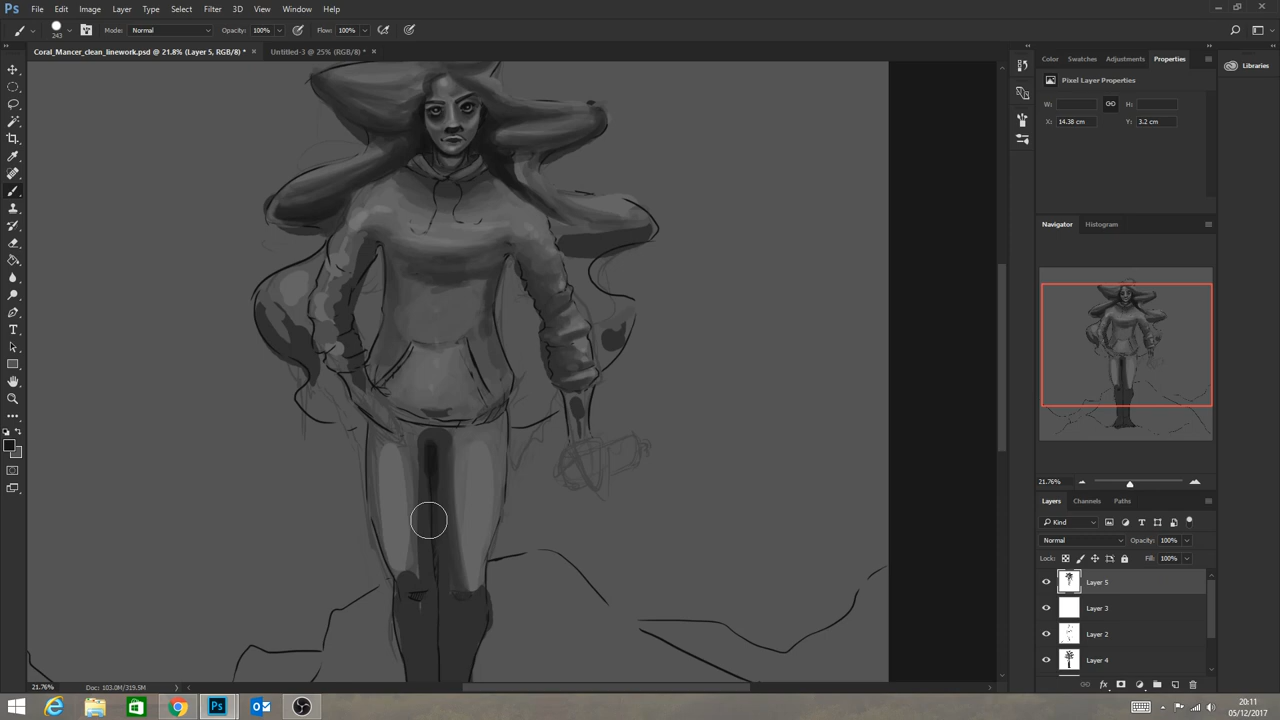 Ps File Edit Image Layer Type Select Filter 3D View Window Help
243 Mode: Normal Opacity: 100% Flow: 100%
Coral_Mancer_clean_linework.psd @ 21.8% (Layer 5, RGB/8) * × Untitled-3 @ 25% (RGB/8) * ×
Color Swatches Adjustments Properties
Libraries
Pixel Layer Properties
W: H:
X: 14.38 cm Y: 3.2 cm
Navigator Histogram
21.76%
Layers Channels Paths
Kind
Normal Opacity: 100%
Lock: Fill: 100%
Layer 5
Layer 3
Layer 2
Layer 4
21.76% Doc: 103.0M/319.5M
20:11
05/12/2017